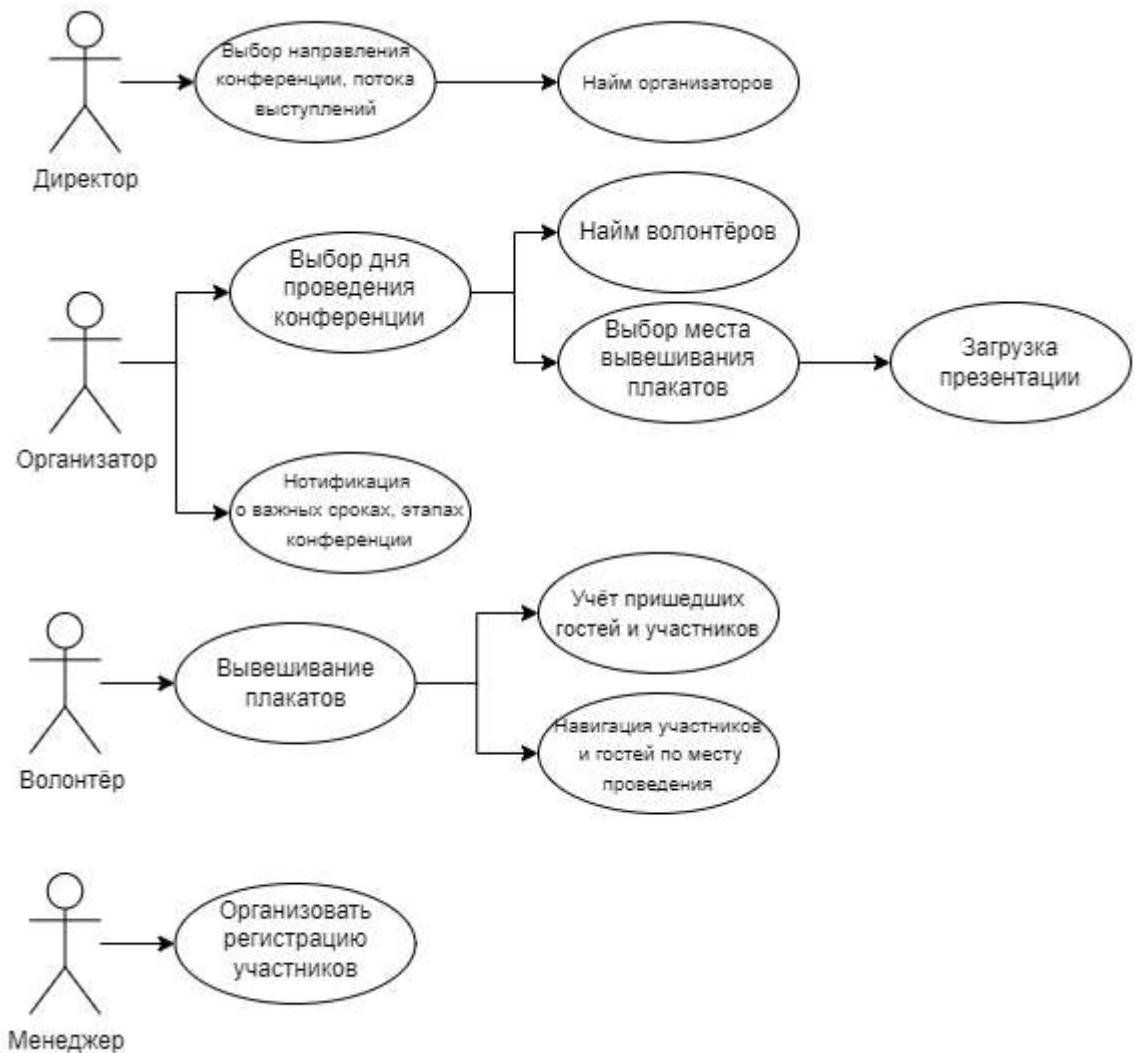 Выбор направления
конференции, потока
выступлений
Найм организаторов
Директор
Выбор дня
проведения
конференции
Найм волонтёров
Выбор места
вывешивания
плакатов
Загрузка
презентации
Организатор
Нотификация
о важных сроках, этапах
конференции
Вывешивание
плакатов
Учёт пришедших
гостей и участников
Навигация участников
и гостей по месту
проведения
Волонтёр
Организовать
регистрацию
участников
Менеджер